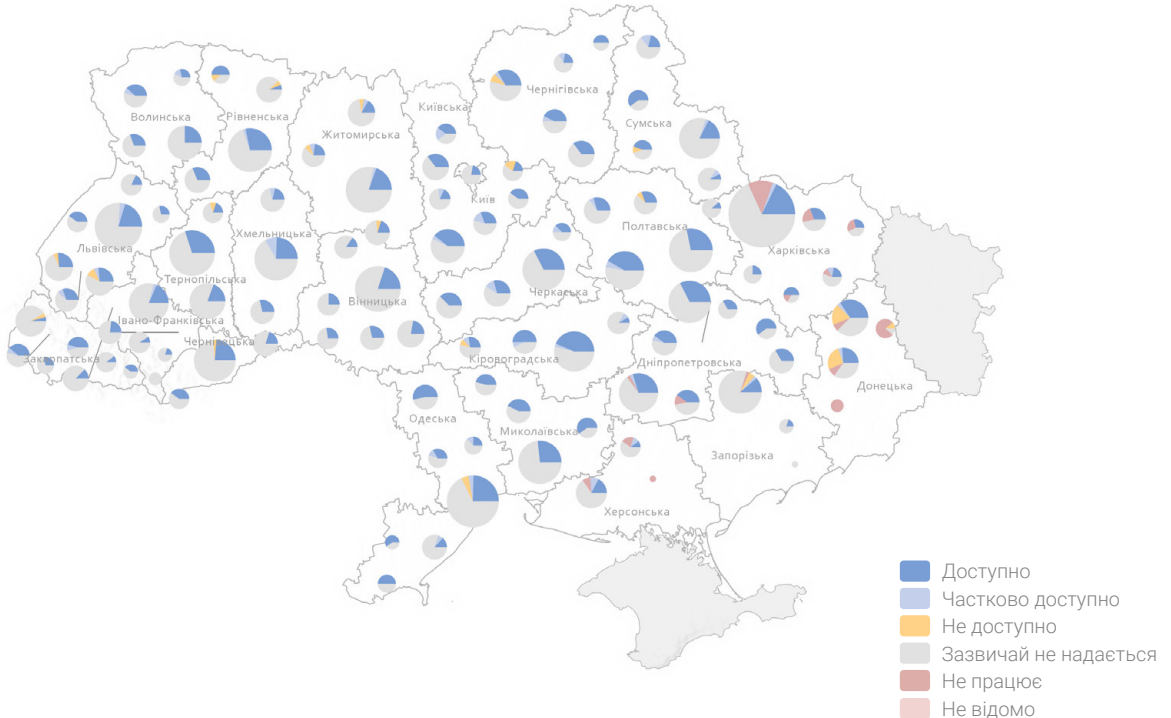 Київська
Чернігівська
Волинська
Рівненська
Житомирська
Сумська
Київ
Львівська
Хмельницька
Полтавська
Харківська
Тернопільська
Вінницька
Черкаська
Івано-Франківська
Чернівецька
Закарпатська
Кіровоградська
Дніпропетровська
Донецька
Одеська
Миколаївська
Запорізька
Херсонська
Доступно
Частково доступно
Не доступно
Зазвичай не надається
Не працює
Не відомо